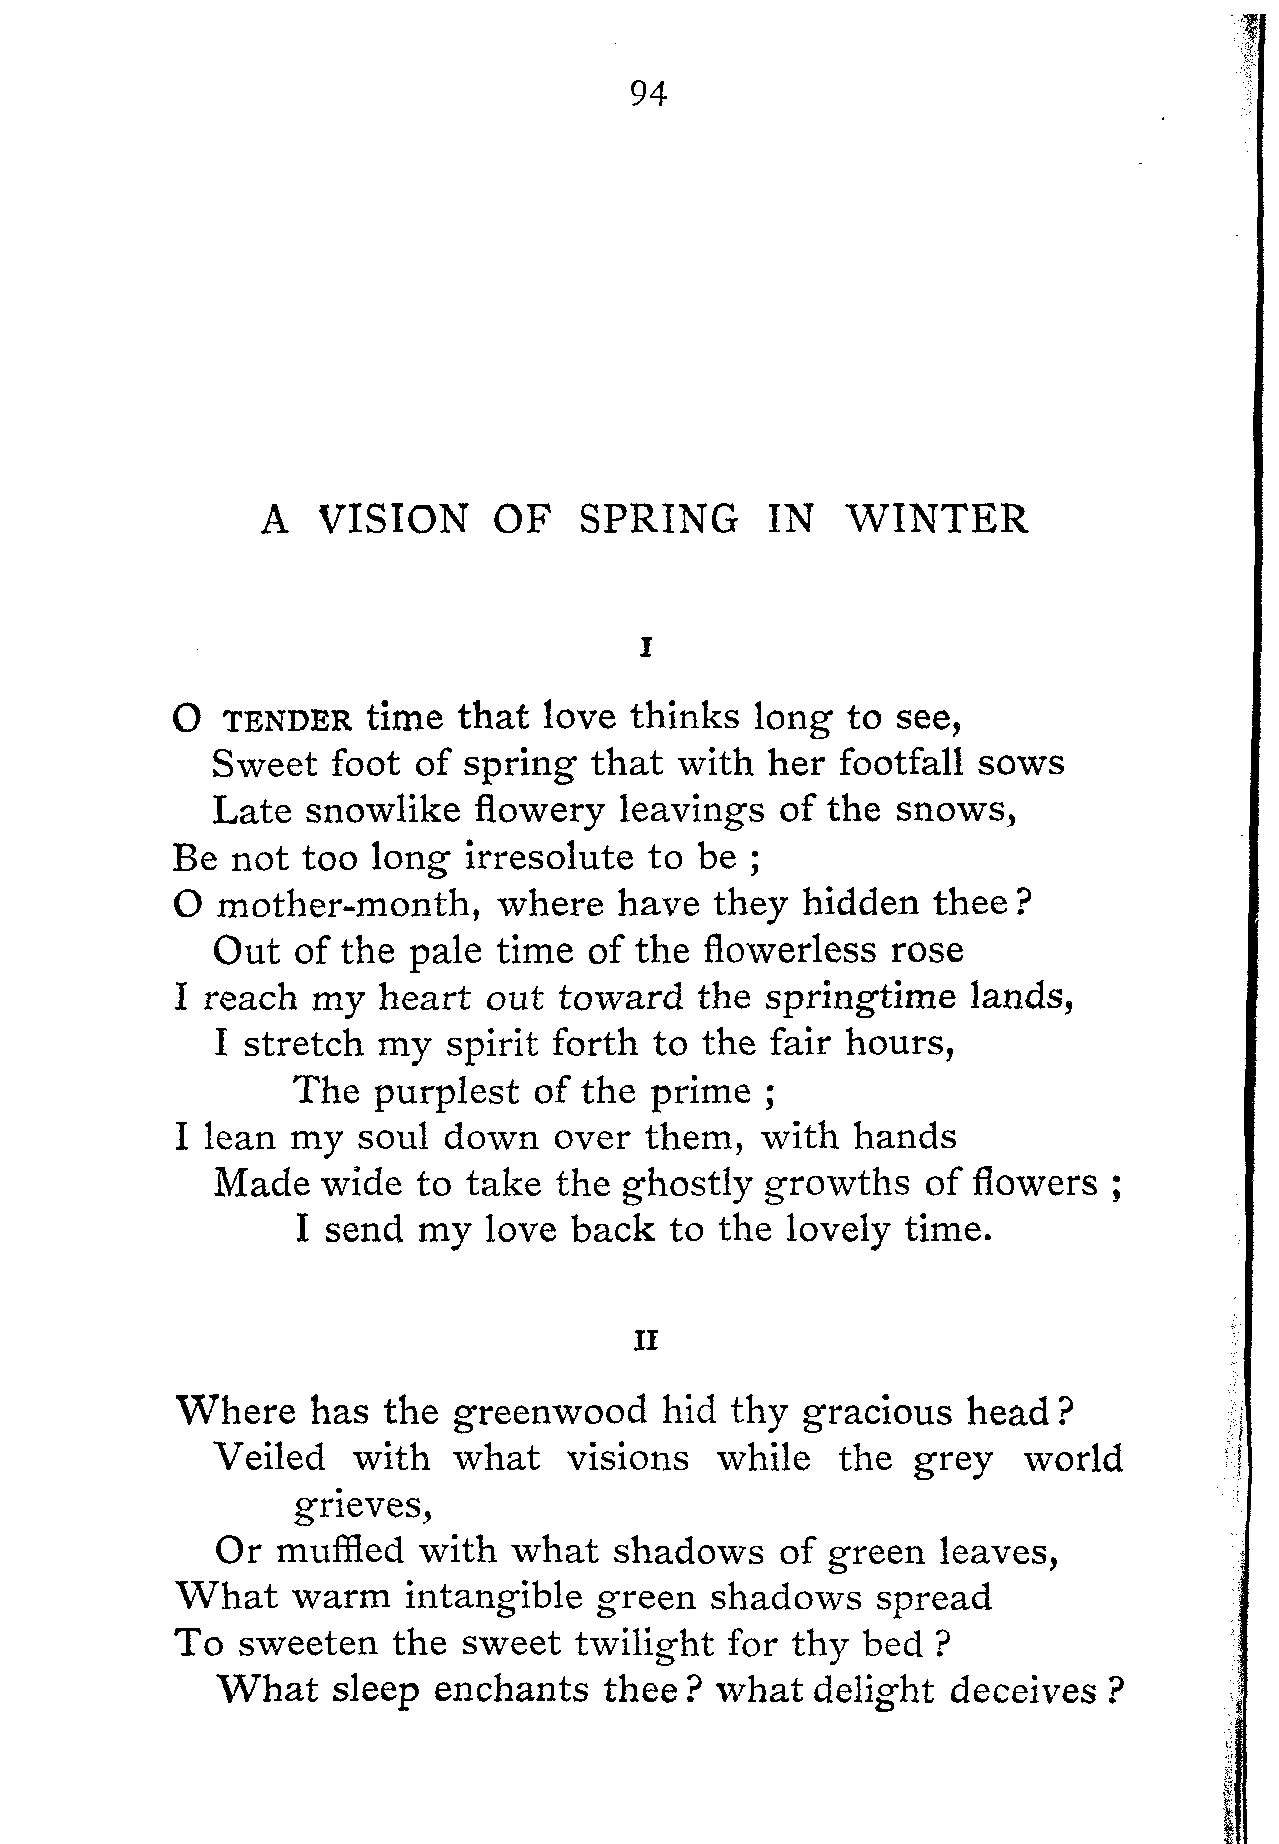 94
A VISION OF SPRING IN WINTER
I
O TENDER time that love thinks long to see,
Sweet foot of spring that with her footfall sows
Late snowlike flowery leavings of the snows,
Be not too long irresolute to be ;
O mother-month, where have they hidden thee ?
Out of the pale time of the flowerless rose
I reach my heart out toward the springtime lands,
I stretch my spirit forth to the fair hours,
The purplest of the prime ;
I lean my soul down over them, with hands
Made wide to take the ghostly growths of flowers ;
I send my love back to the lovely time.
II
Where has the greenwood hid thy gracious head ?
Veiled with what visions while the grey world
grieves,
Or muffled with what shadows of green leaves,
What warm intangible green shadows spread
To sweeten the sweet twilight for thy bed ?
What sleep enchants thee ? what delight deceives ?